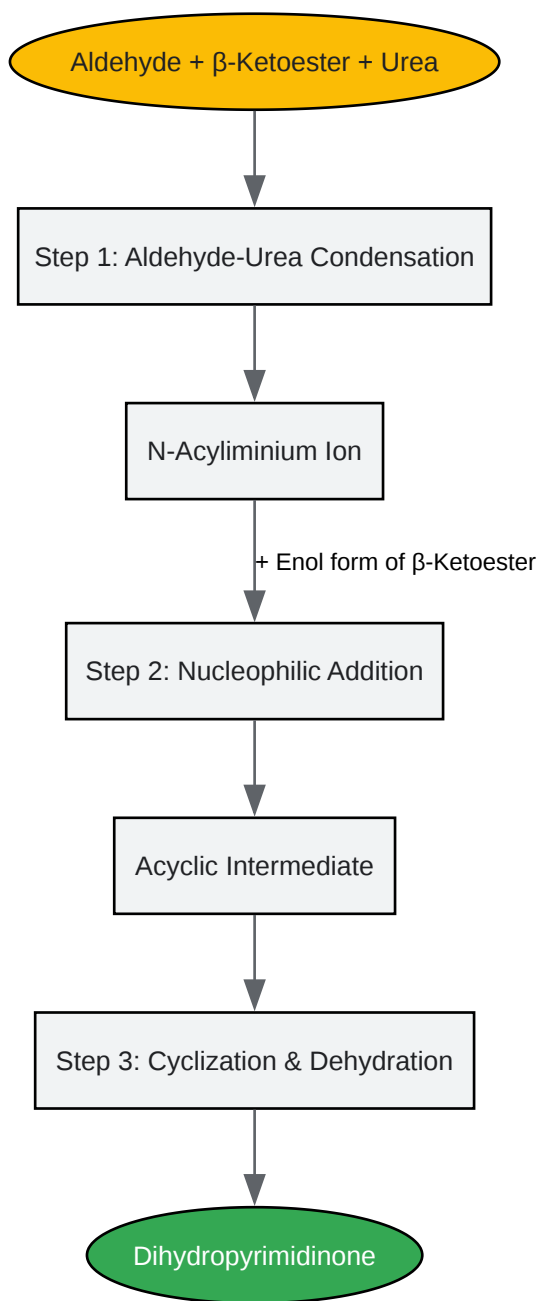 Aldehyde + β-Ketoester + Urea
Step 1: Aldehyde-Urea Condensation
N-Acyliminium Ion
+ Enol form of β-Ketoester
Step 2: Nucleophilic Addition
Acyclic Intermediate
Step 3: Cyclization & Dehydration
Dihydropyrimidinone